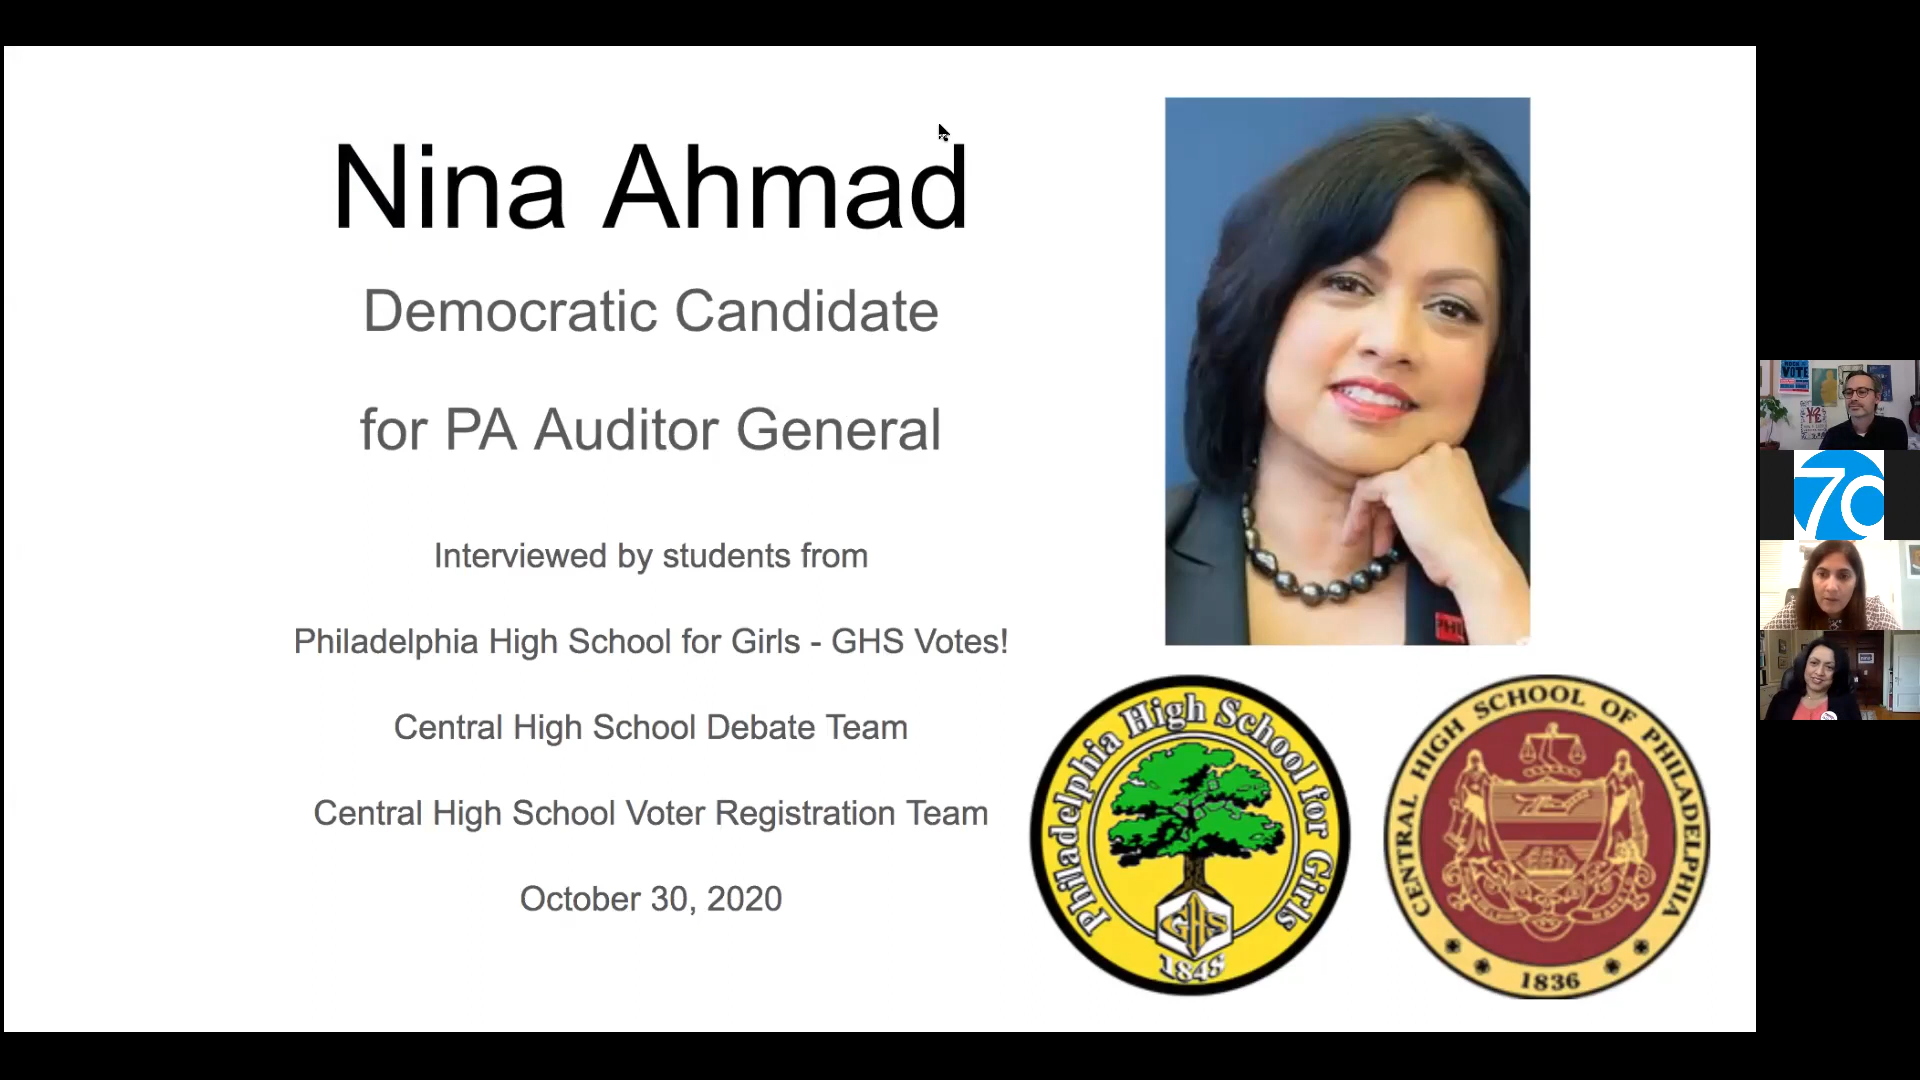 Nina Ahmad
Democratic Candidate
for PA Auditor General
Interviewed by students from
Philadelphia High School for Girls - GHS Votes!
Central High School Debate Team
Central High School Voter Registration Team
October 30, 2020
PHL
Philadelphia High School for Girls
GHS
1848
CENTRAL HIGH SCHOOL OF PHILADELPHIA
1836
VOTE
70